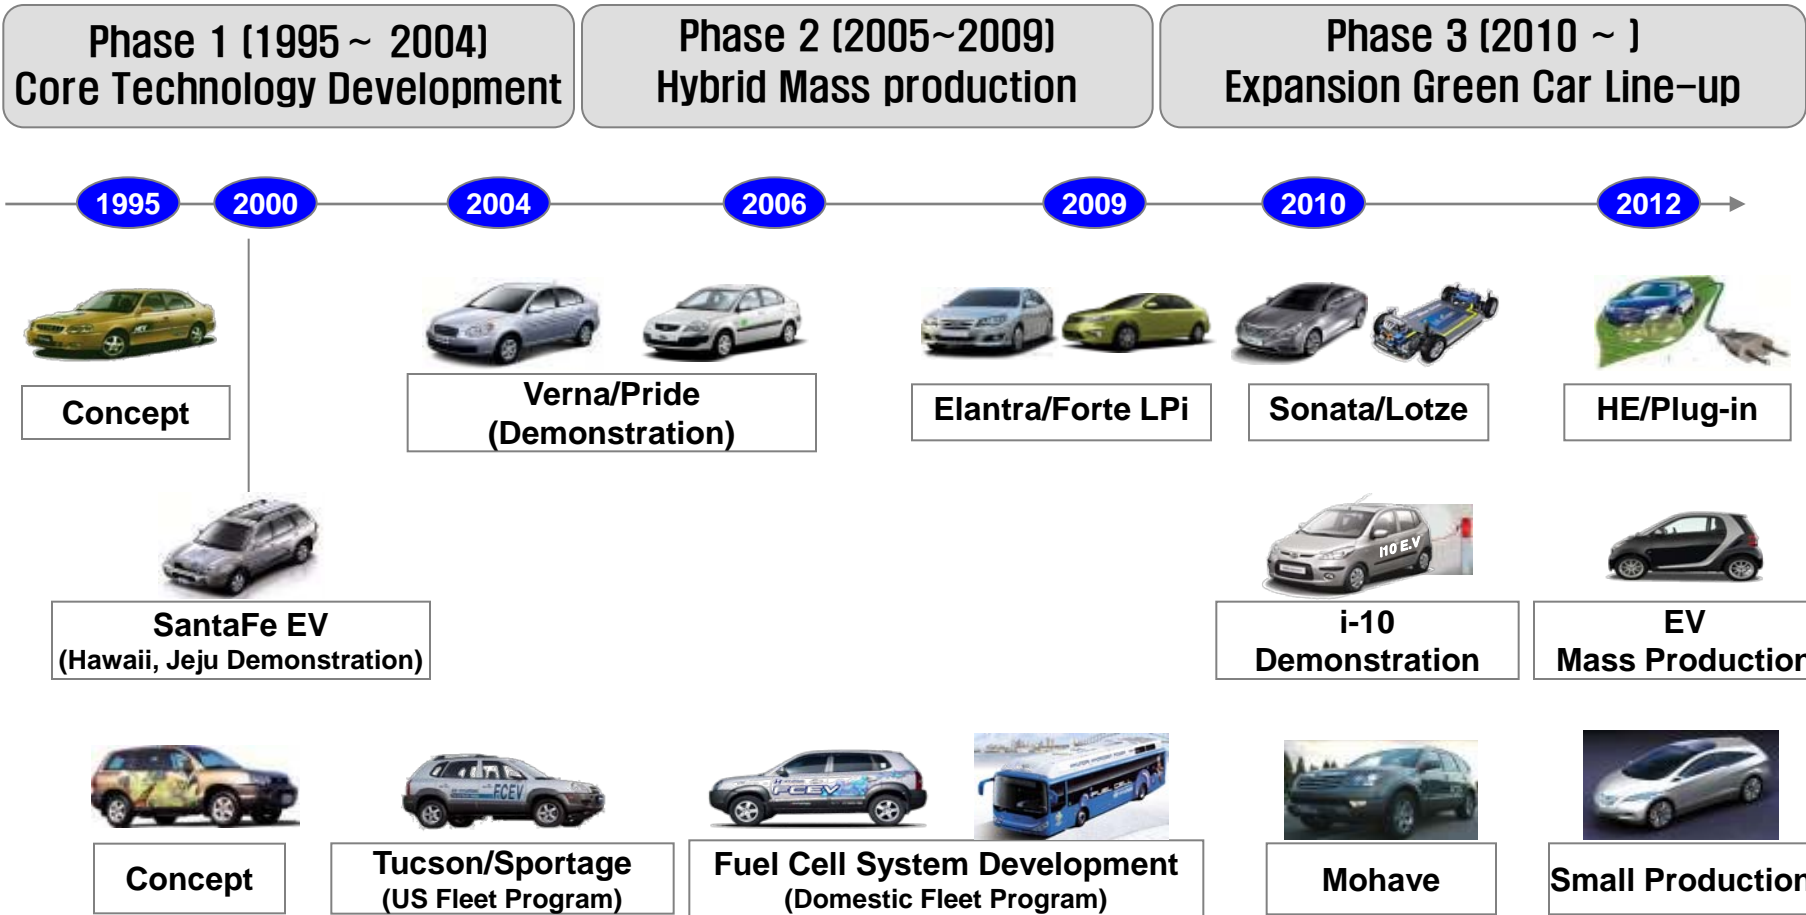 Phase 1 (1995 ~ 2004)
Core Technology Development
Phase 2 (2005~2009)
Hybrid Mass production
Phase 3 (2010 ~ )
Expansion Green Car Line-up
1995
2000
2004
2006
2009
2010
2012
Concept
Verna/Pride
(Demonstration)
Elantra/Forte LPi
Sonata/Lotze
HE/Plug-in
i10 E.V
SantaFe EV
(Hawaii, Jeju Demonstration)
i-10
Demonstration
EV
Mass Production
FCEV
FCEV
Concept
Tucson/Sportage
(US Fleet Program)
Fuel Cell System Development
(Domestic Fleet Program)
Mohave
Small Production